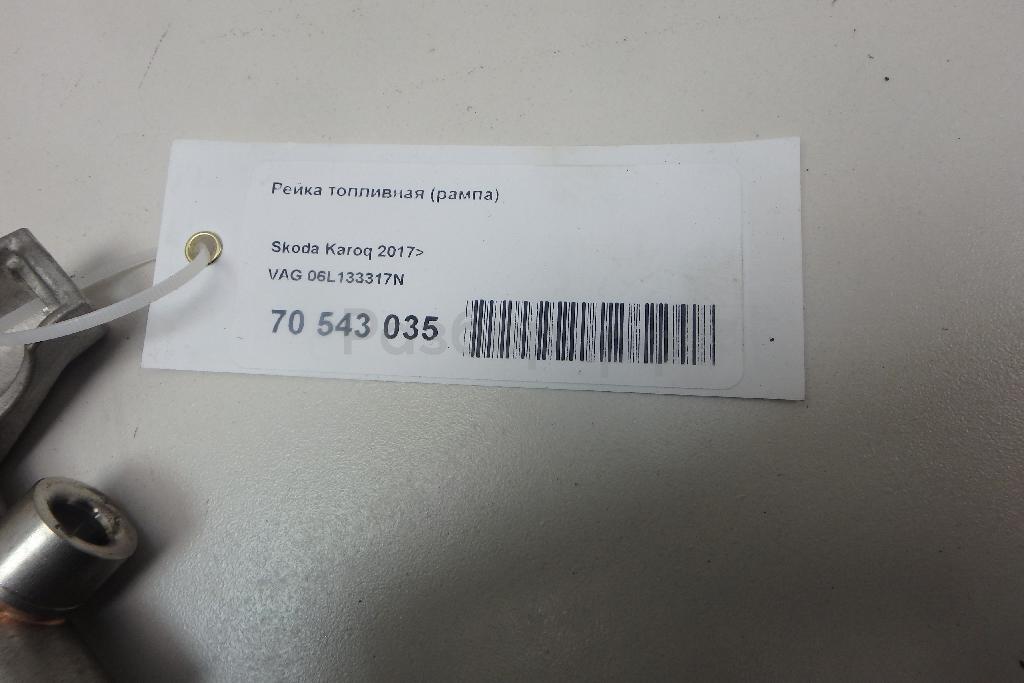 Рейка топливная (рампа)
Skoda Karoq 2017>
VAG 06L133317N
70 543 035